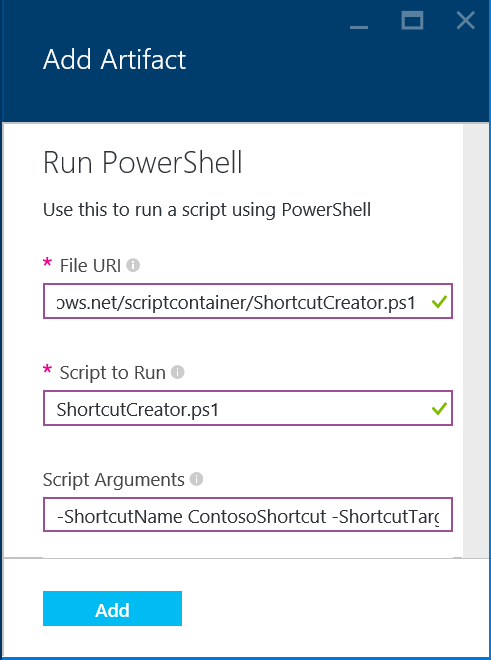 Add Artifact
Run PowerShell
Use this to run a script using PowerShell
* File URI
ows.net/scriptcontainer/ShortcutCreator.ps1
* Script to Run
ShortcutCreator.ps1
Script Arguments
-ShortcutName ContosoShortcut -ShortcutTarg
Add